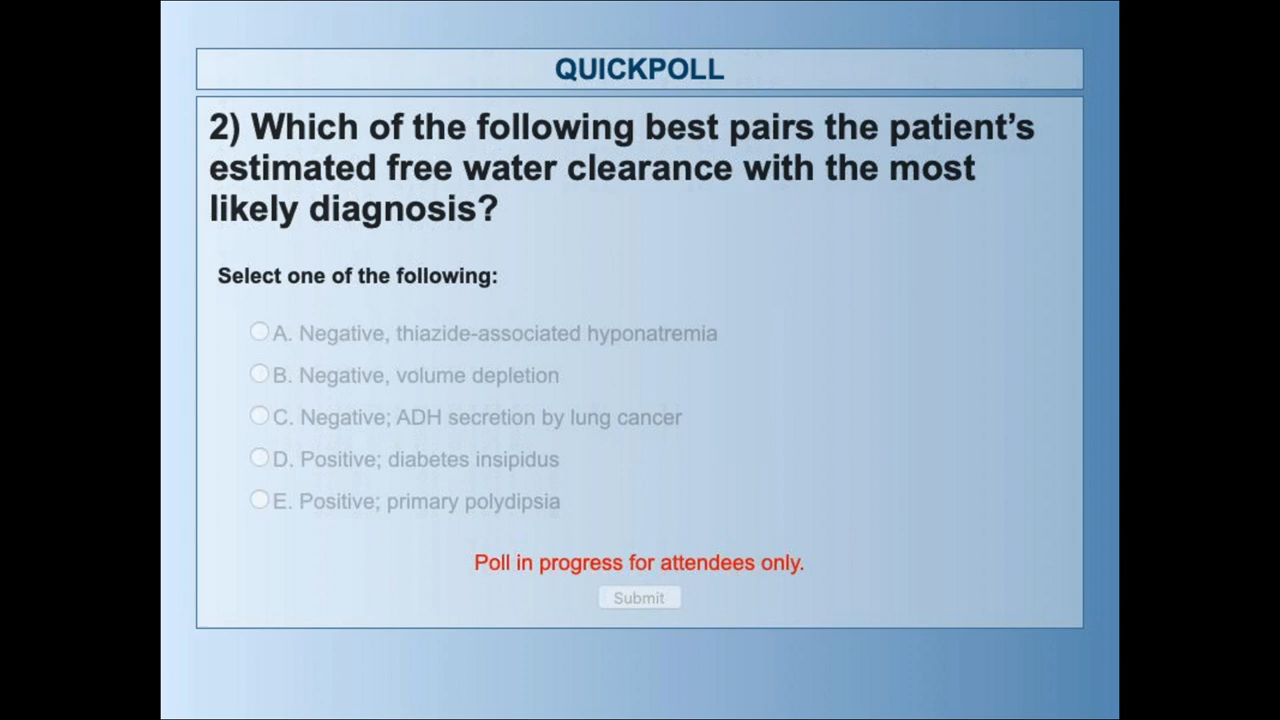 QUICKPOLL
2) Which of the following best pairs the patient’s
estimated free water clearance with the most
likely diagnosis?
Select one of the following:
A. Negative, thiazide-associated hyponatremia
B. Negative, volume depletion
C. Negative; ADH secretion by lung cancer
D. Positive; diabetes insipidus
E. Positive; primary polydipsia
Poll in progress for attendees only.
Submit